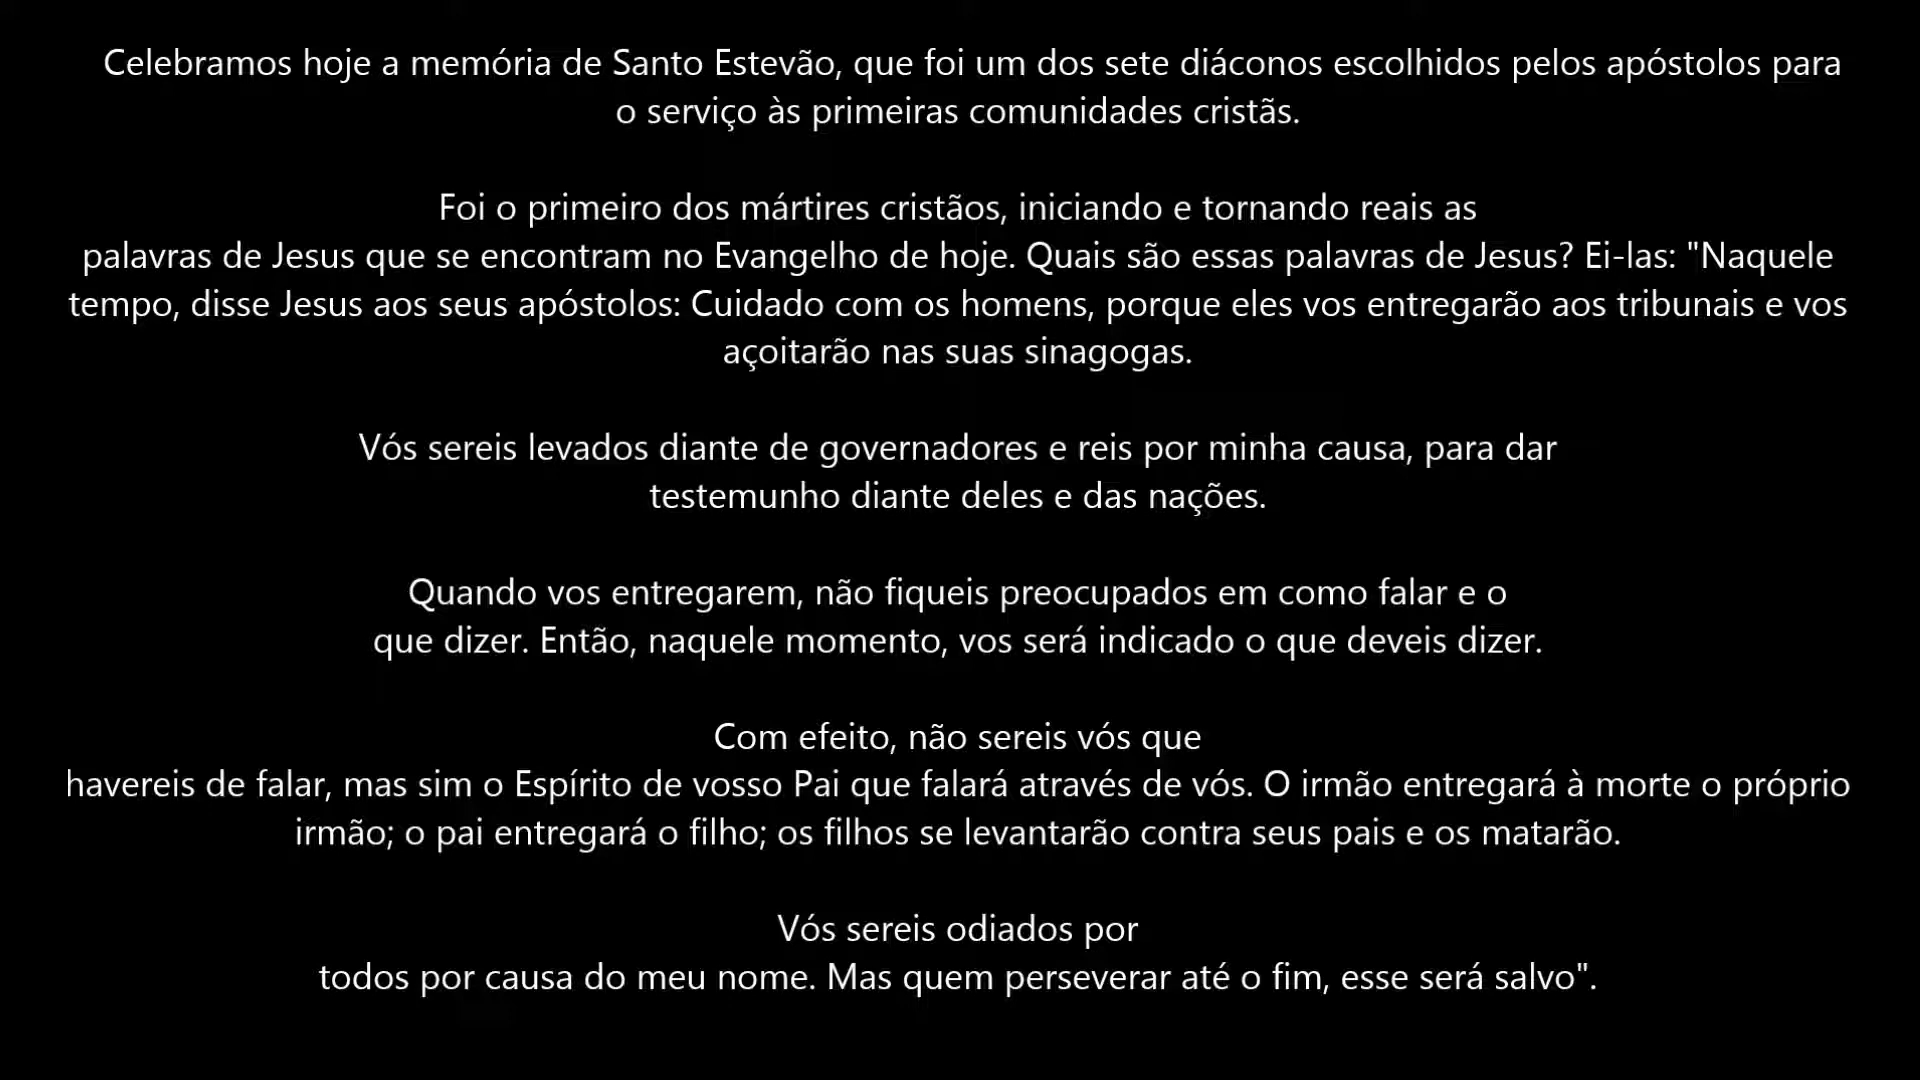 Celebramos hoje a memória de Santo Estevão, que foi um dos sete diáconos escolhidos pelos apóstolos para
o serviço às primeiras comunidades cristãs.
Foi o primeiro dos mártires cristãos, iniciando e tornando reais as
palavras de Jesus que se encontram no Evangelho de hoje. Quais são essas palavras de Jesus? Ei-las: "Naquele
tempo, disse Jesus aos seus apóstolos: Cuidado com os homens, porque eles vos entregarão aos tribunais e vos
açoitarão nas suas sinagogas.
Vós sereis levados diante de governadores e reis por minha causa, para dar
testemunho diante deles e das nações.
Quando vos entregarem, não fiqueis preocupados em como falar e o
que dizer. Então, naquele momento, vos será indicado o que deveis dizer.
Com efeito, não sereis vós que
havereis de falar, mas sim o Espírito de vosso Pai que falará através de vós. O irmão entregará à morte o próprio
irmão; o pai entregará o filho; os filhos se levantarão contra seus pais e os matarão.
Vós sereis odiados por
todos por causa do meu nome. Mas quem perseverar até o fim, esse será salvo".